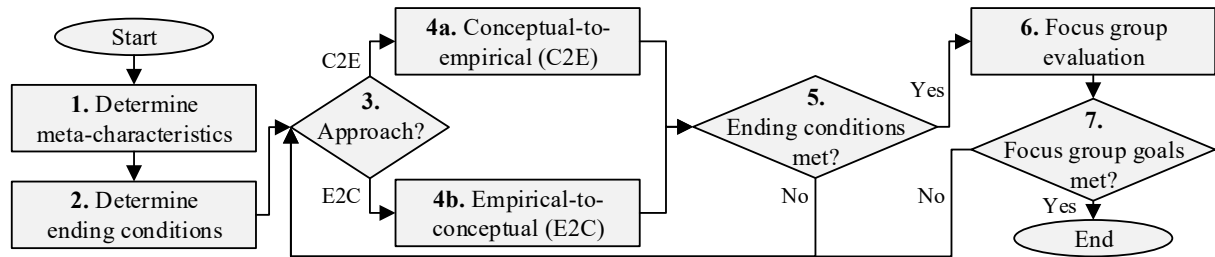 Start
1. Determine
meta-characteristics
2. Determine
ending conditions
3.
Approach?
C2E
E2C
4a. Conceptual-to-
empirical (C2E)
4b. Empirical-to-
conceptual (E2C)
5.
Ending conditions
met?
Yes
No
6. Focus group
evaluation
7.
Focus group goals
met?
No
Yes
End